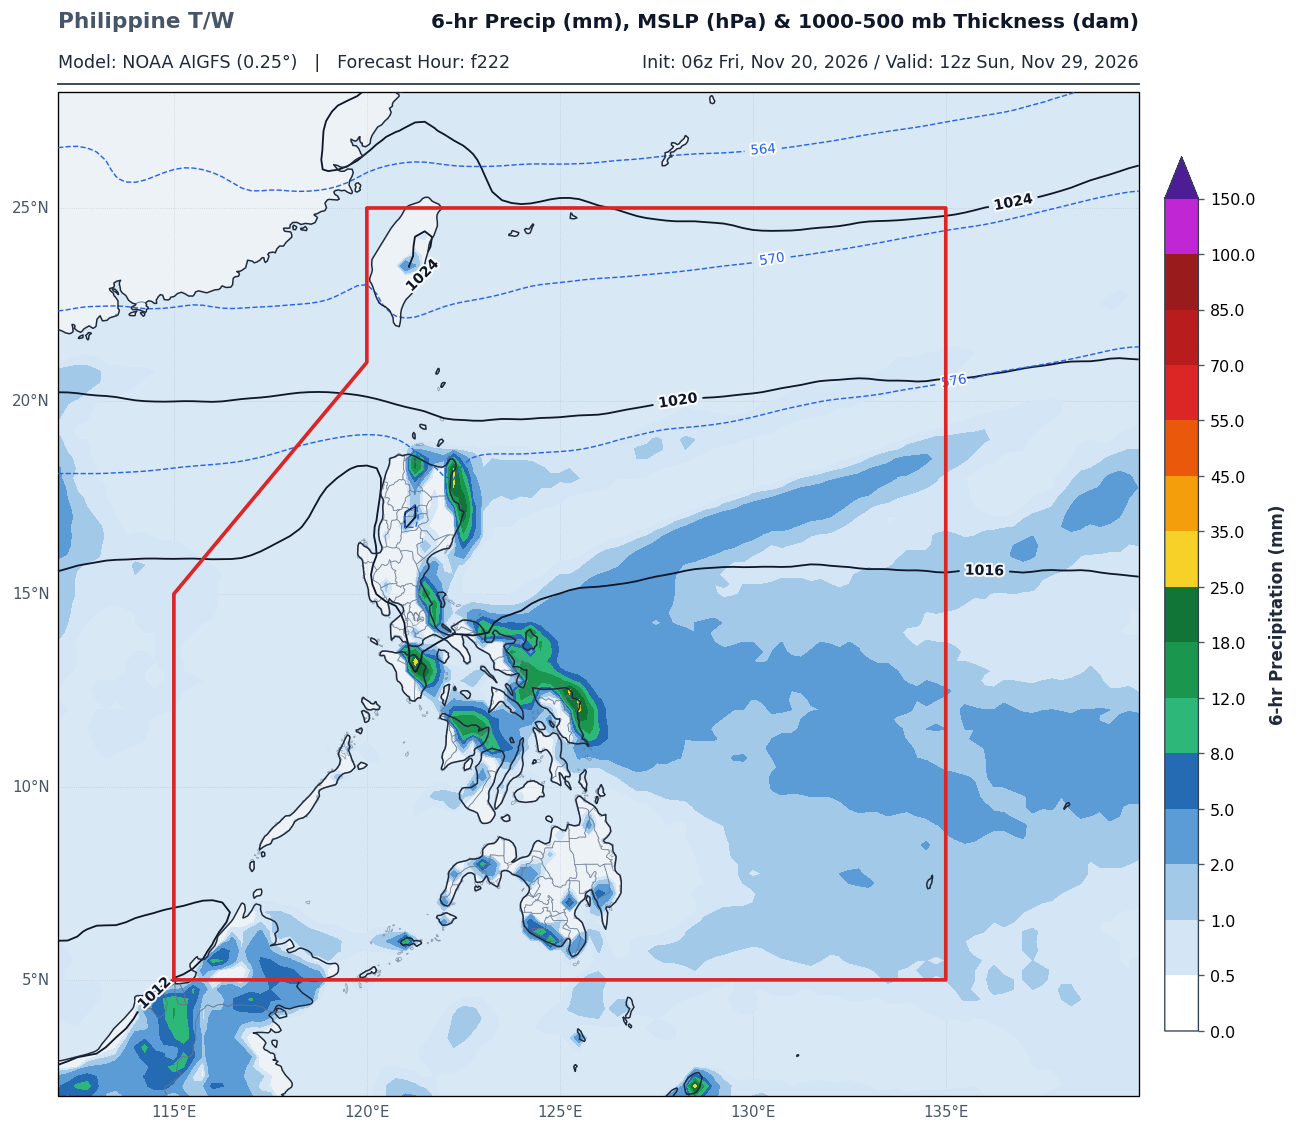 Philippine T/W
6-hr Precip (mm), MSLP (hPa) & 1000-500 mb Thickness (dam)
Model: NOAA AIGFS (0.25°) | Forecast Hour: f222
Init: 06z Fri, Nov 20, 2026 / Valid: 12z Sun, Nov 29, 2026
564
1024
570
1024
576
1020
1016
1012
25°N
20°N
15°N
10°N
5°N
115°E
120°E
125°E
130°E
135°E
150.0
100.0
85.0
70.0
55.0
45.0
35.0
25.0
18.0
12.0
8.0
5.0
2.0
1.0
0.5
0.0
6-hr Precipitation (mm)